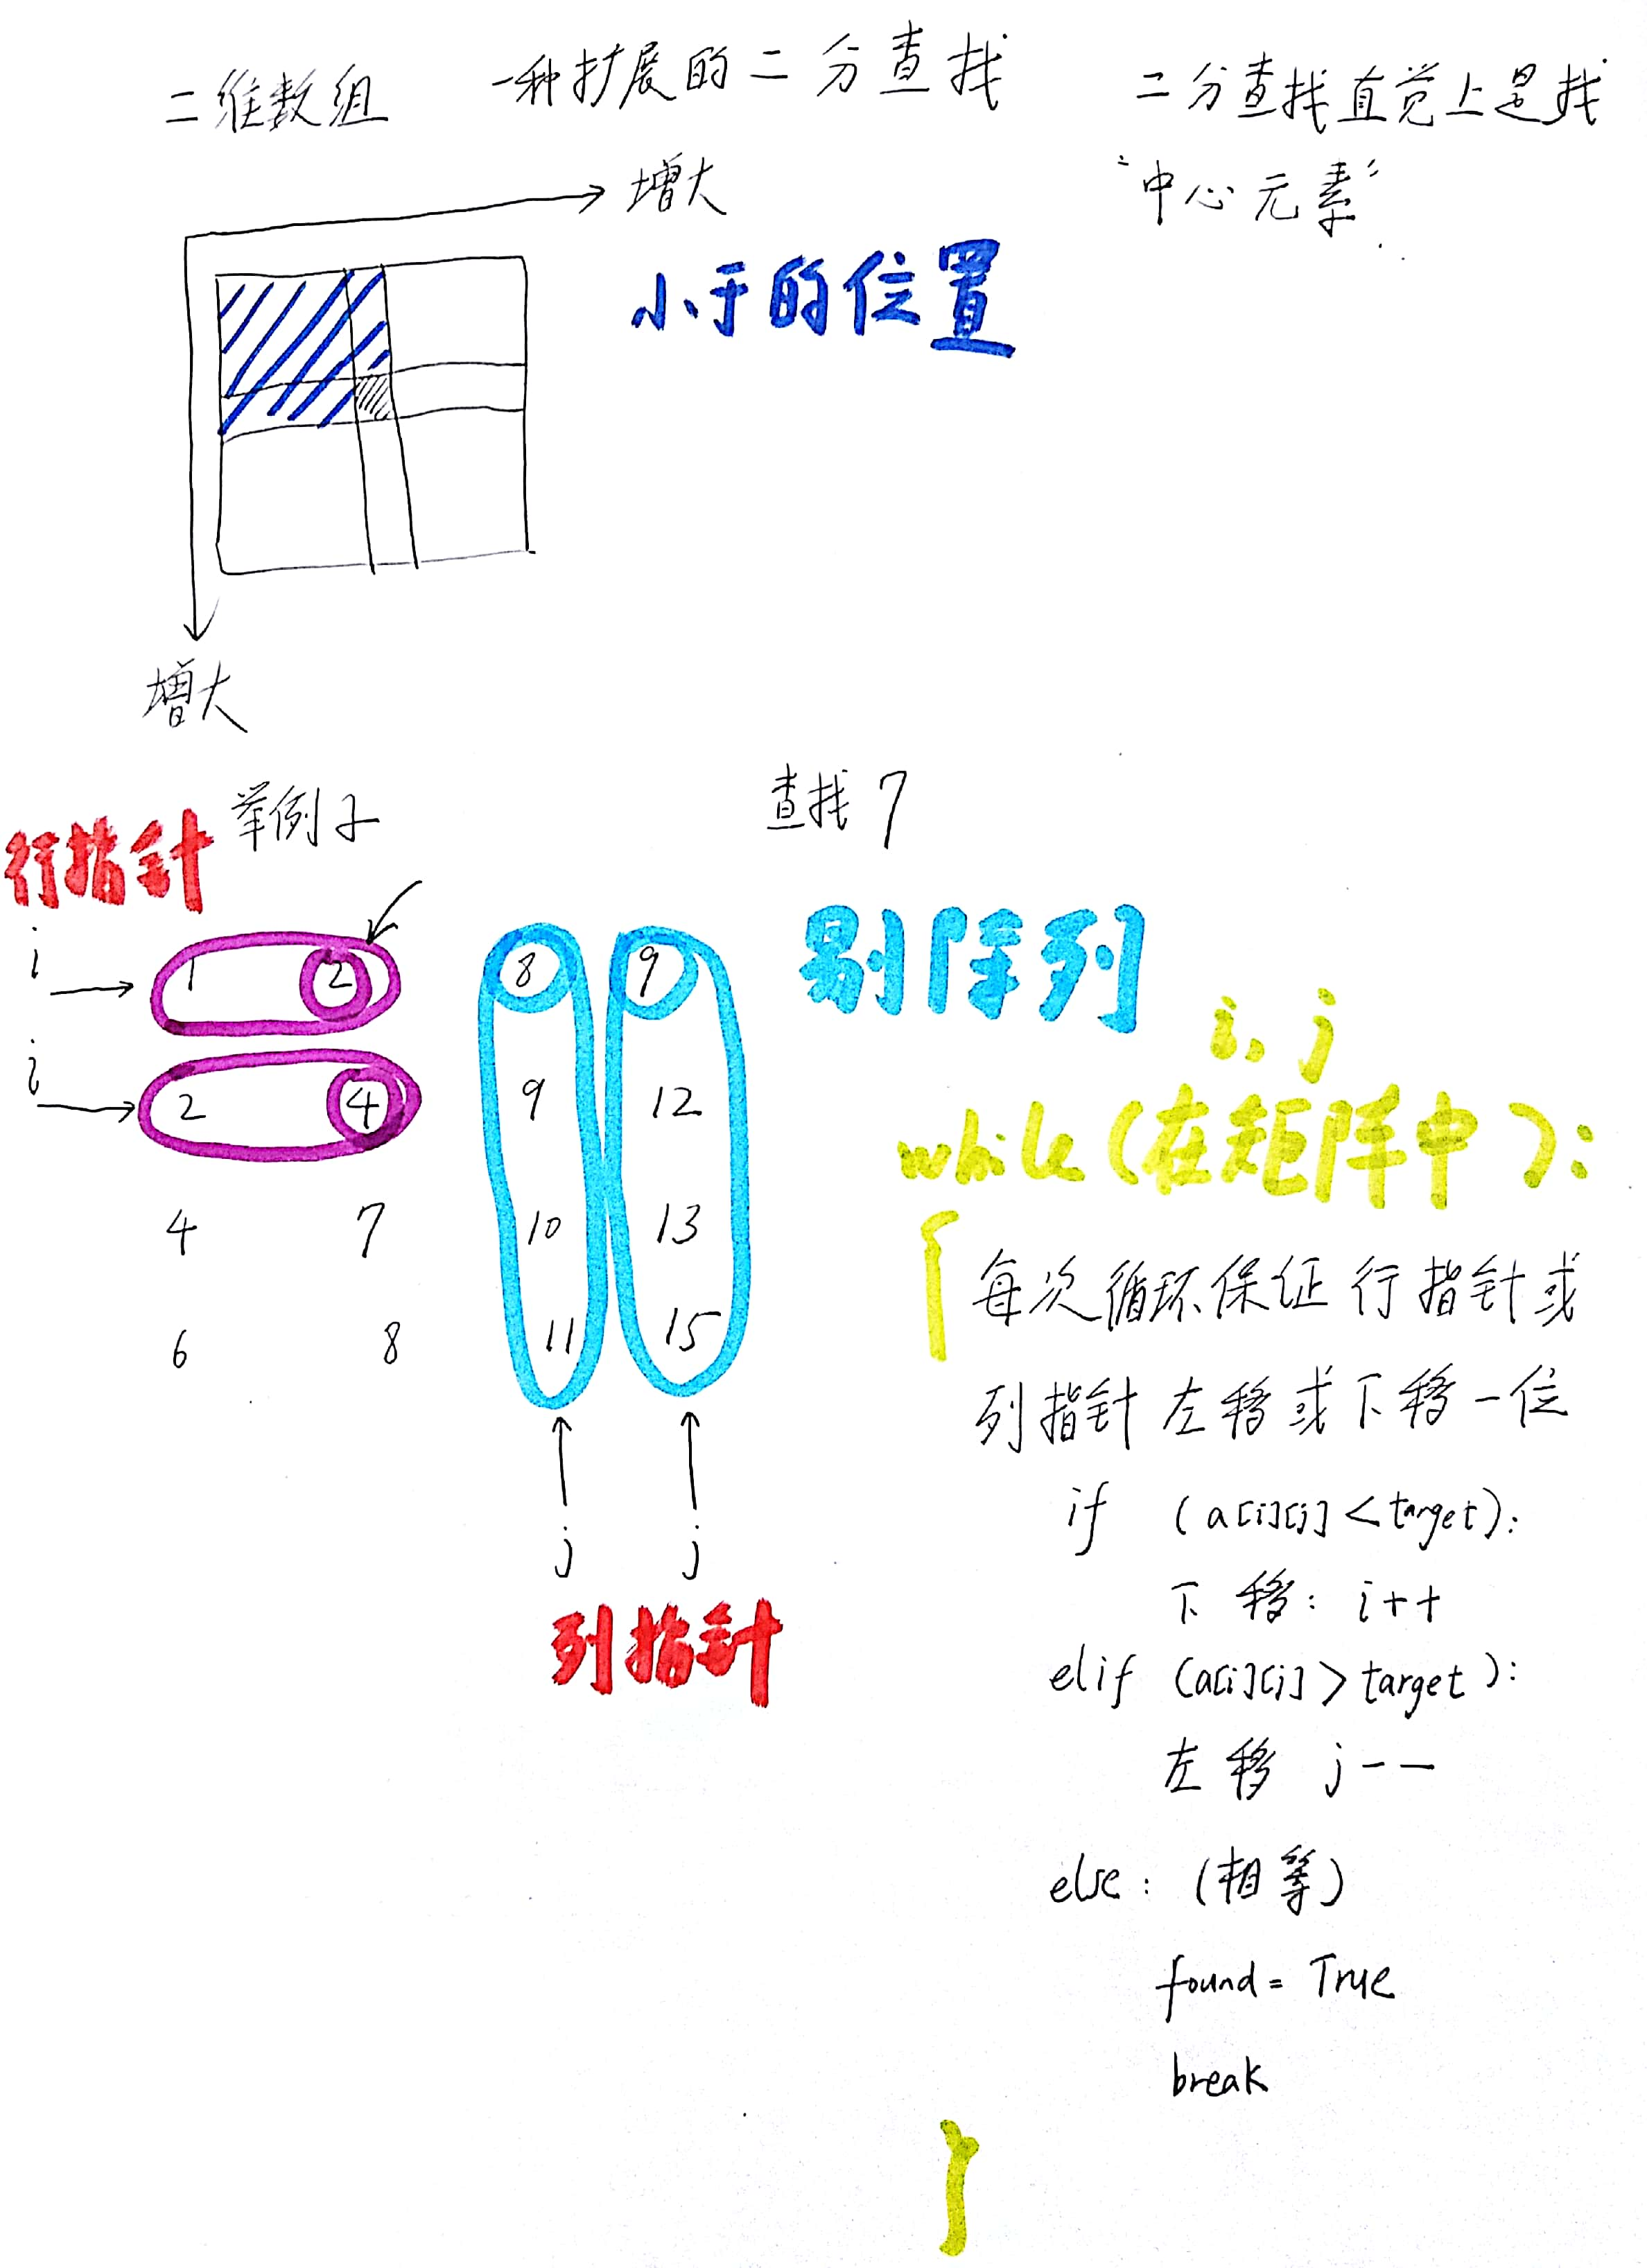 二维数组 一种扩展的二分查找 二分查找直觉上是找
“中心元素”
增大
小于的位置
增大
举例子 查找 7
行指针
剔除列
i
1 2 8 9
i, j
i
2 4 9 12
while (在矩阵中):
4 7 10 13
{ 每次循环保证 行指针或
6 8 11 15
列指针 左移或下移一位
j j
if (a[i][j] < target):
下移: i++
列指针
elif (a[i][j] > target):
左移 j--
else: (相等)
found = True
break
}